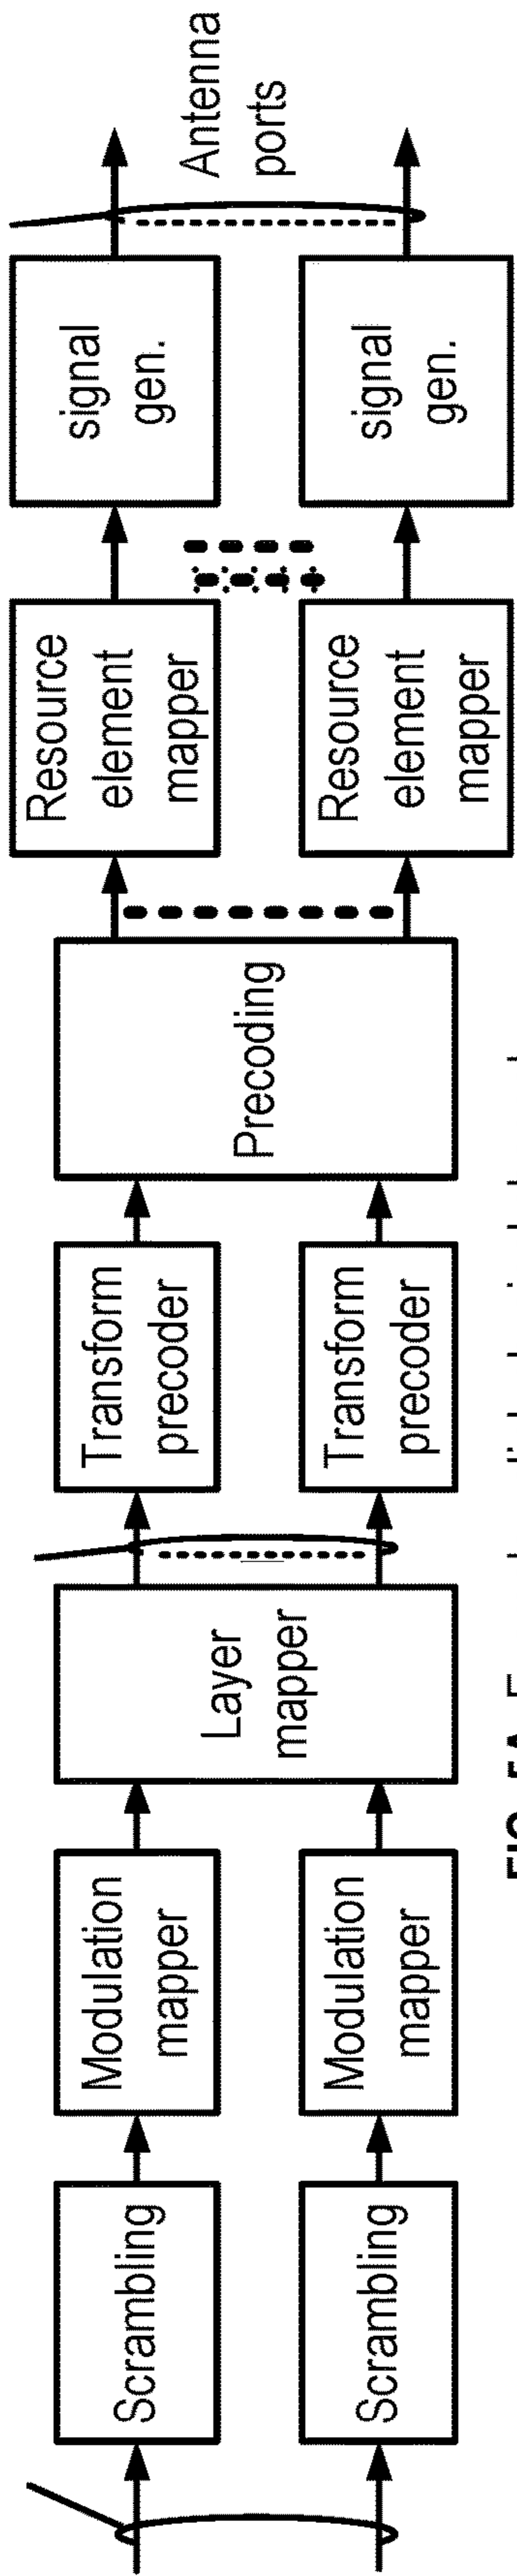 Scrambling
Scrambling
Modulation
mapper
Modulation
mapper
Layer
mapper
Transform
precoder
Transform
precoder
Precoding
Resource
element
mapper
Resource
element
mapper
signal
gen.
signal
gen.
Antenna
ports